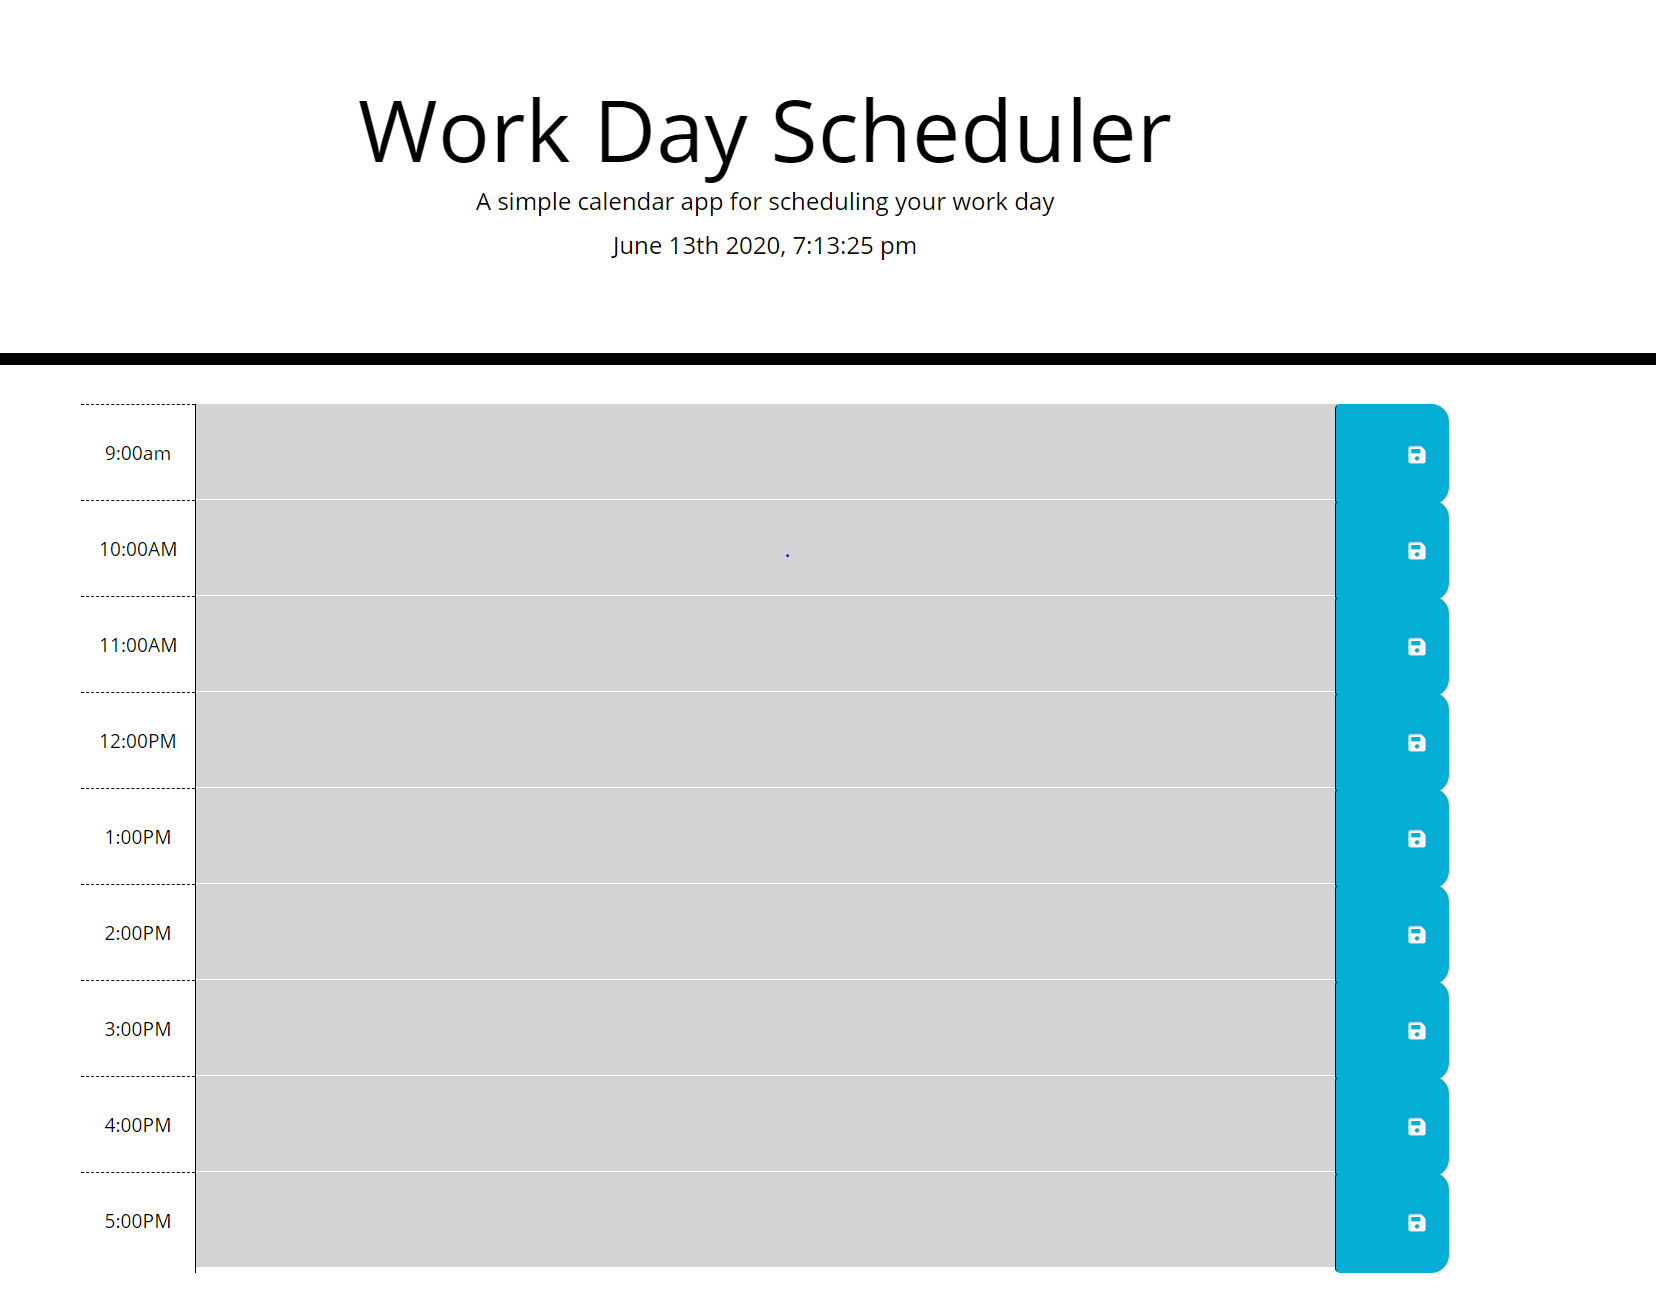 Work Day Scheduler
A simple calendar app for scheduling your work day
June 13th 2020, 7:13:25 pm
9:00am
10:00AM
11:00AM
12:00PM
1:00PM
2:00PM
3:00PM
4:00PM
5:00PM